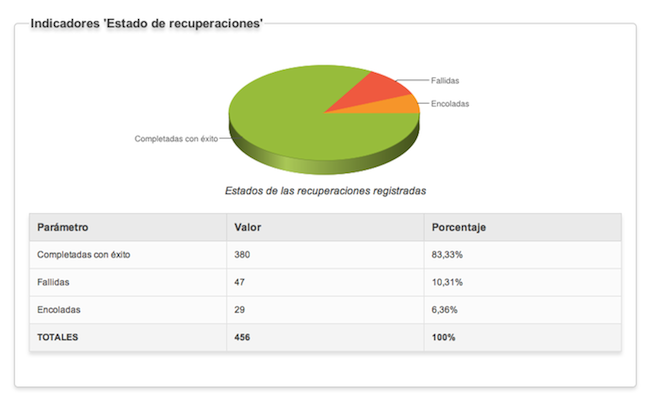 Indicadores 'Estado de recuperaciones'
Fallidas
Encoladas
Completadas con éxito
Estados de las recuperaciones registradas
Parámetro Valor Porcentaje
Completadas con éxito 380 83,33%
Fallidas 47 10,31%
Encoladas 29 6,36%
TOTALES 456 100%